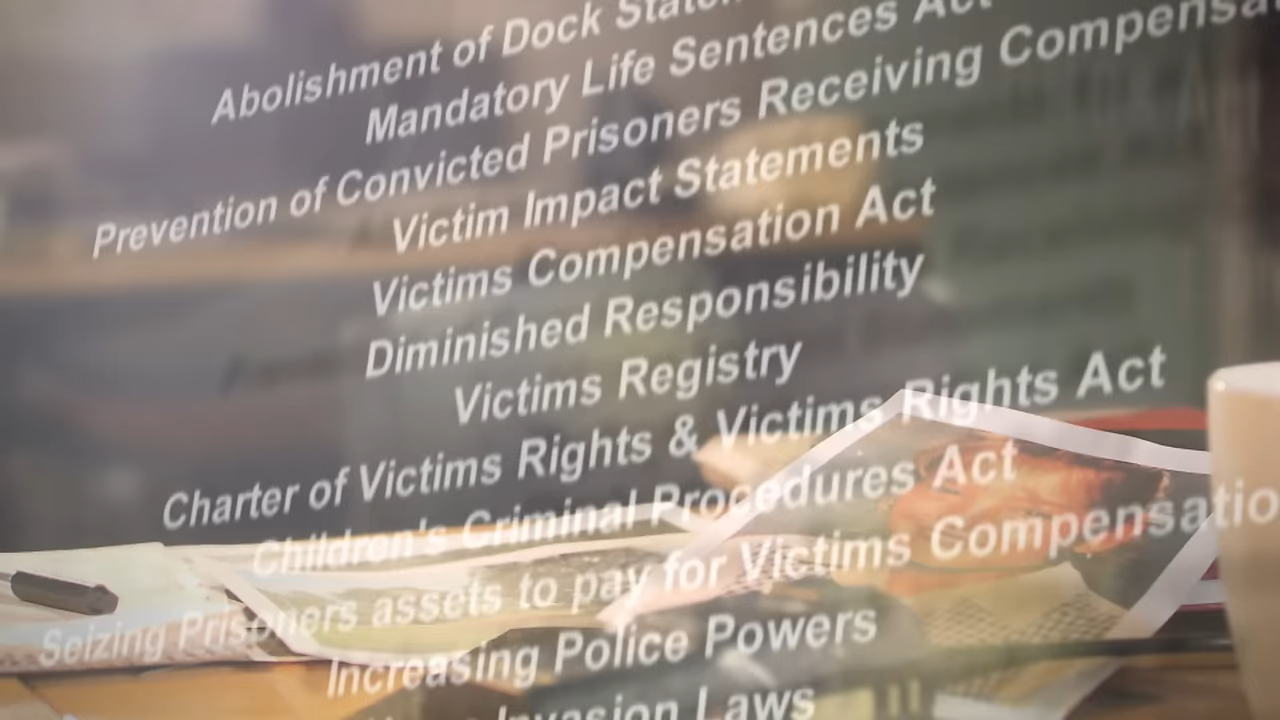 Abolishment of Dock
Mandatory Life Sentences Act
Prevention of Convicted Prisoners Receiving
Victim Impact Statements
Victims Compensation Act
Diminished Responsibility
Victims Registry
Charter of Victims Rights & Victims Rights Act
Children's Criminal Procedures Act
Seizing Prisoners assets to pay for Victims
Increasing Police Powers
Invasion Laws